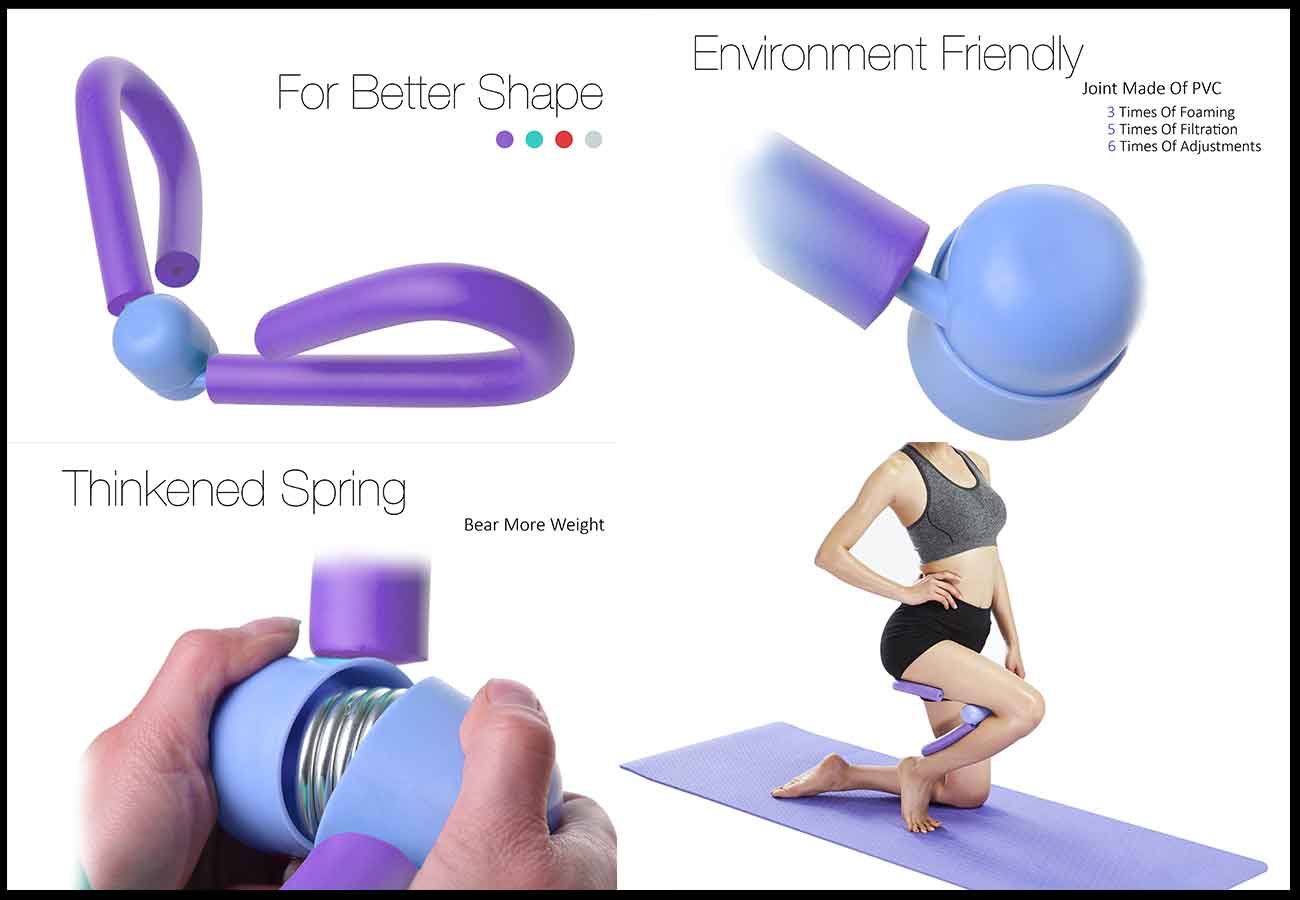 For Better Shape
Environment Friendly
Joint Made Of PVC
3 Times Of Foaming
5 Times Of Filtration
6 Times Of Adjustments
Thinkened Spring
Bear More Weight